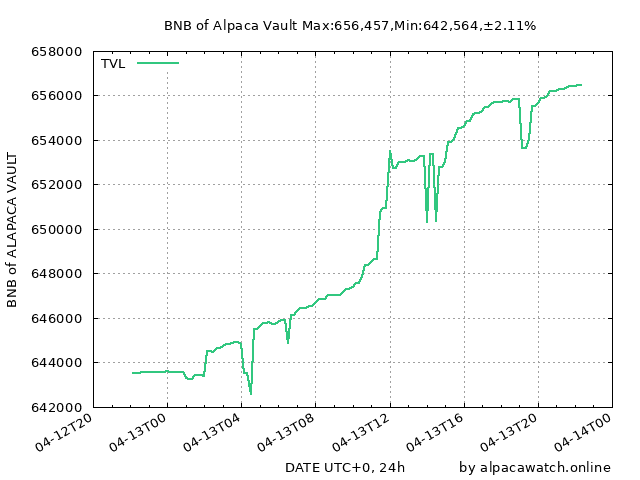 BNB of Alpaca Vault Max:656,457,Min:642,564,±2.11%
658000
TVL
656000
654000
652000
650000
648000
646000
644000
642000
BNB of ALAPACA VAULT
04-12T20
04-13T00
04-13T04
04-13T08
04-13T12
04-13T16
04-13T20
04-14T00
DATE UTC+0, 24h
by alpacawatch.online